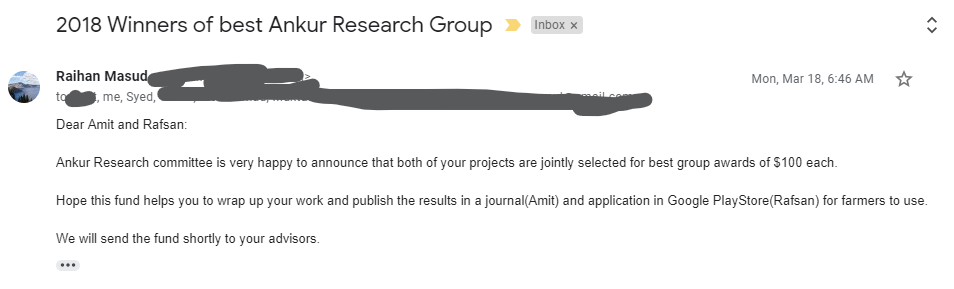 2018 Winners of best Ankur Research Group Inbox ×
Raihan Masud >
Mon, Mar 18, 6:46 AM
to , me, Syed,
Dear Amit and Rafsan:
Ankur Research committee is very happy to announce that both of your projects are jointly selected for best group awards of $100 each.
Hope this fund helps you to wrap up your work and publish the results in a journal(Amit) and application in Google PlayStore(Rafsan) for farmers to use.
We will send the fund shortly to your advisors.